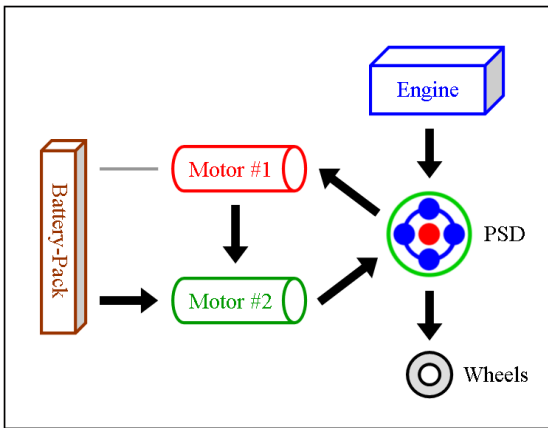 Engine
Motor #1
Battery-Pack
PSD
Motor #2
Wheels